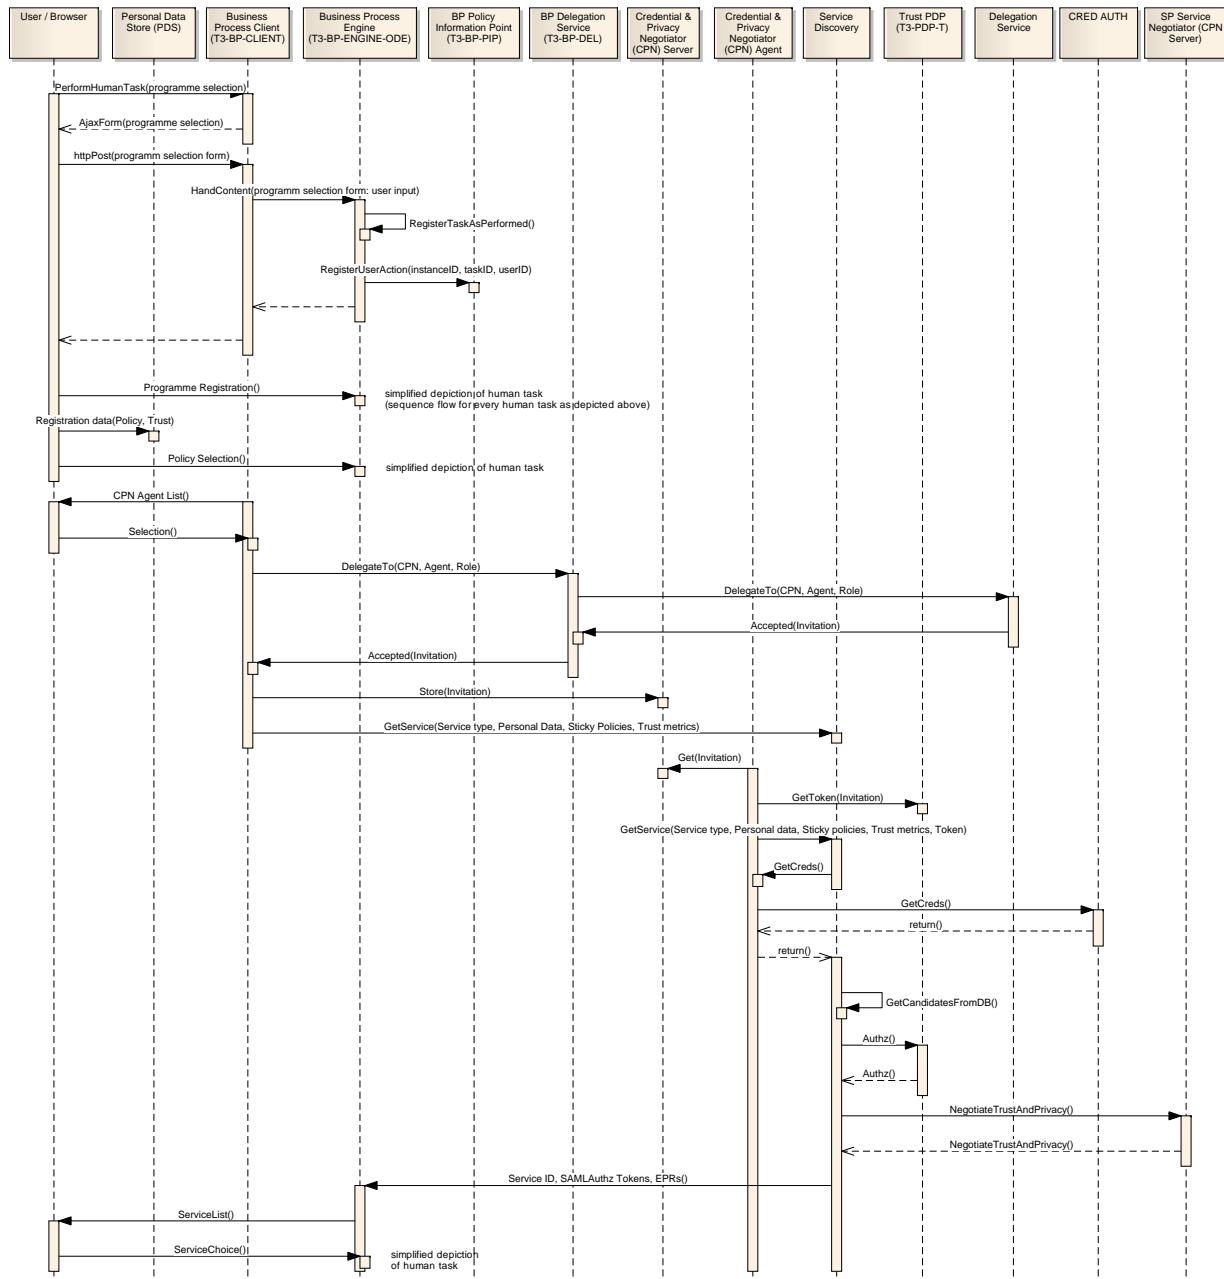 User / Browser
Personal Data
Store (PDS)
Business
Process Client
(T3-BP-CLIENT)
Business Process
Engine
(T3-BP-ENGINE-ODE)
BP Policy
Information Point
(T3-BP-PIP)
BP Delegation
Service
(T3-BP-DEL)
Credential &
Privacy
Negotiator
(CPN) Server
Credential &
Privacy
Negotiator
(CPN) Agent
Service
Discovery
Trust PDP
(T3-PDP-T)
Delegation
Service
CRED AUTH
SP Service
Negotiator (CPN
Server)
PerformHumanTask(programme selection)
AjaxForm(programme selection)
httpPost(programm selection form)
HandContent(programm selection form: user input)
RegisterTaskAsPerformed()
RegisterUserAction(instanceID, taskID, userID)
Programme Registration()
simplified depiction of human task
(sequence flow for every human task as depicted above)
Registration data(Policy, Trust)
Policy Selection()
simplified depiction of human task
CPN Agent List()
Selection()
DelegateTo(CPN, Agent, Role)
DelegateTo(CPN, Agent, Role)
Accepted(Invitation)
Accepted(Invitation)
Store(Invitation)
GetService(Service type, Personal Data, Sticky Policies, Trust metrics)
Get(Invitation)
GetToken(Invitation)
GetService(Service type, Personal data, Sticky policies, Trust metrics, Token)
GetCreds()
GetCreds()
return()
return()
GetCandidatesFromDB()
Authz()
Authz()
NegotiateTrustAndPrivacy()
NegotiateTrustAndPrivacy()
Service ID, SAMLAuthz Tokens, EPRs()
ServiceList()
ServiceChoice()
simplified depiction
of human task